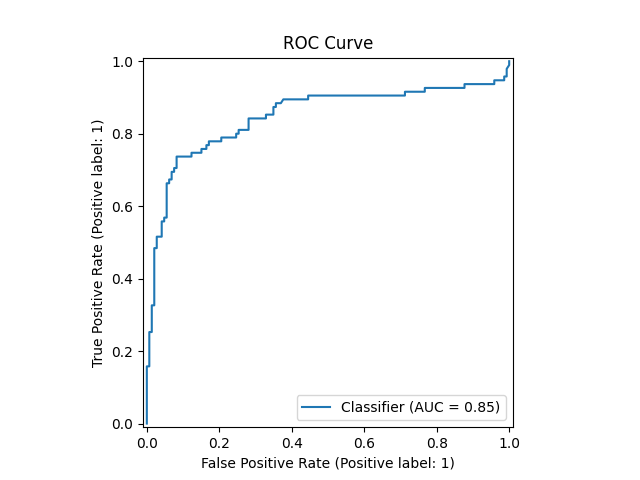 ROC Curve
1.0
0.8
0.6
0.4
0.2
0.0
True Positive Rate (Positive label: 1)
Classifier (AUC = 0.85)
0.0 0.2 0.4 0.6 0.8 1.0
False Positive Rate (Positive label: 1)